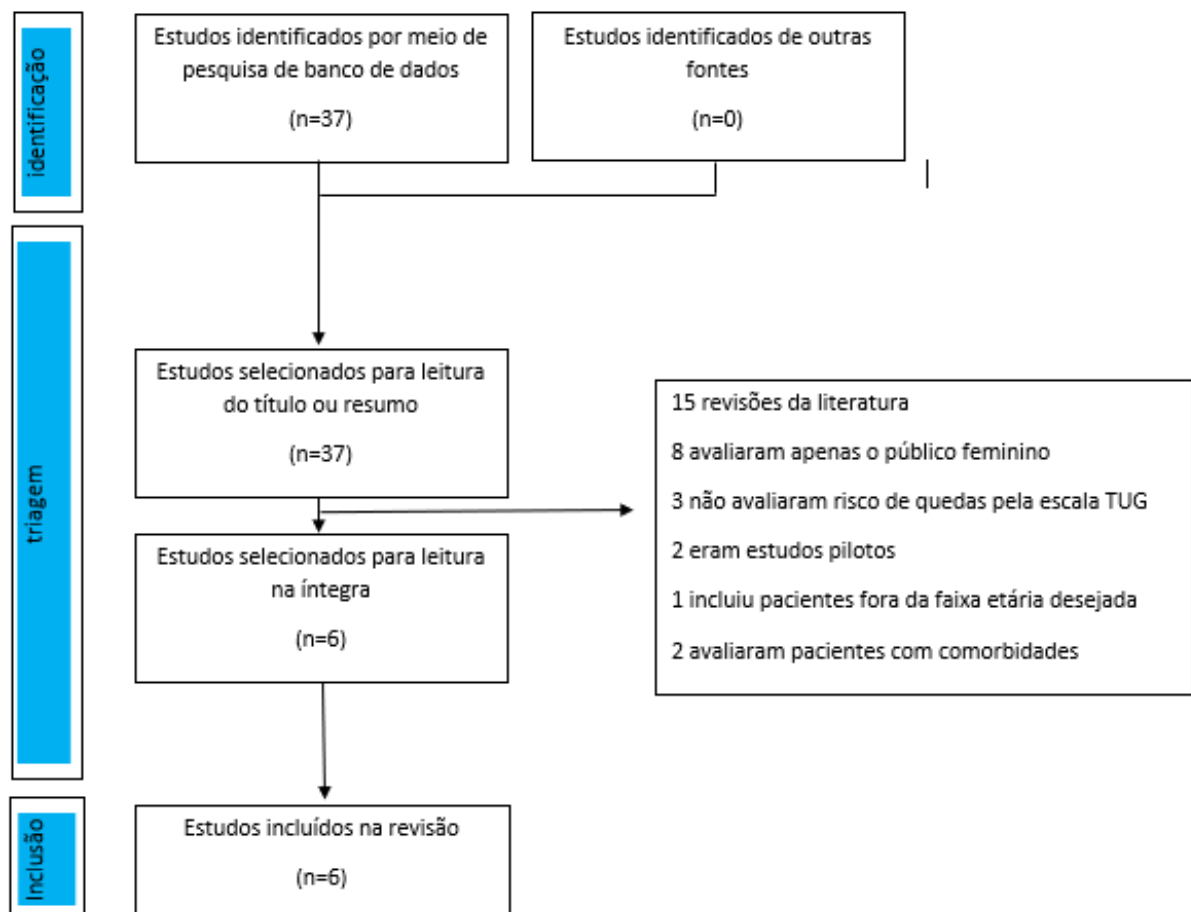 identificação
Estudos identificados por meio de
pesquisa de banco de dados
(n=37)
Estudos identificados de outras
fontes
(n=0)
triagem
Estudos selecionados para leitura
do título ou resumo
(n=37)
15 revisões da literatura
8 avaliaram apenas o público feminino
3 não avaliaram risco de quedas pela escala TUG
2 eram estudos pilotos
1 incluiu pacientes fora da faixa etária desejada
2 avaliaram pacientes com comorbidades
Estudos selecionados para leitura
na íntegra
(n=6)
Inclusão
Estudos incluídos na revisão
(n=6)